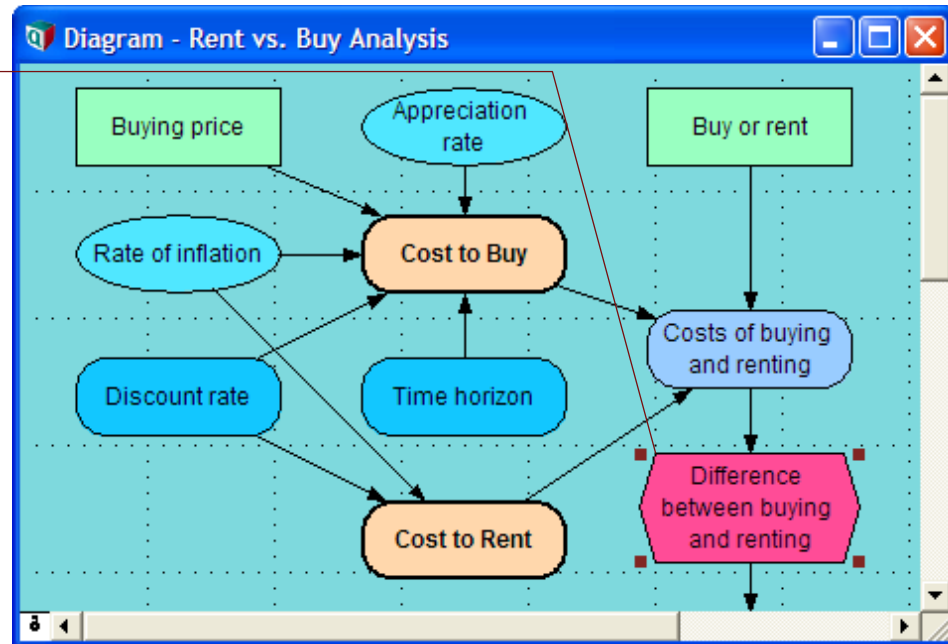 Diagram - Rent vs. Buy Analysis
Buying price
Appreciation
rate
Buy or rent
Rate of inflation
Cost to Buy
Costs of buying
and renting
Discount rate
Time horizon
Difference
between buying
and renting
Cost to Rent